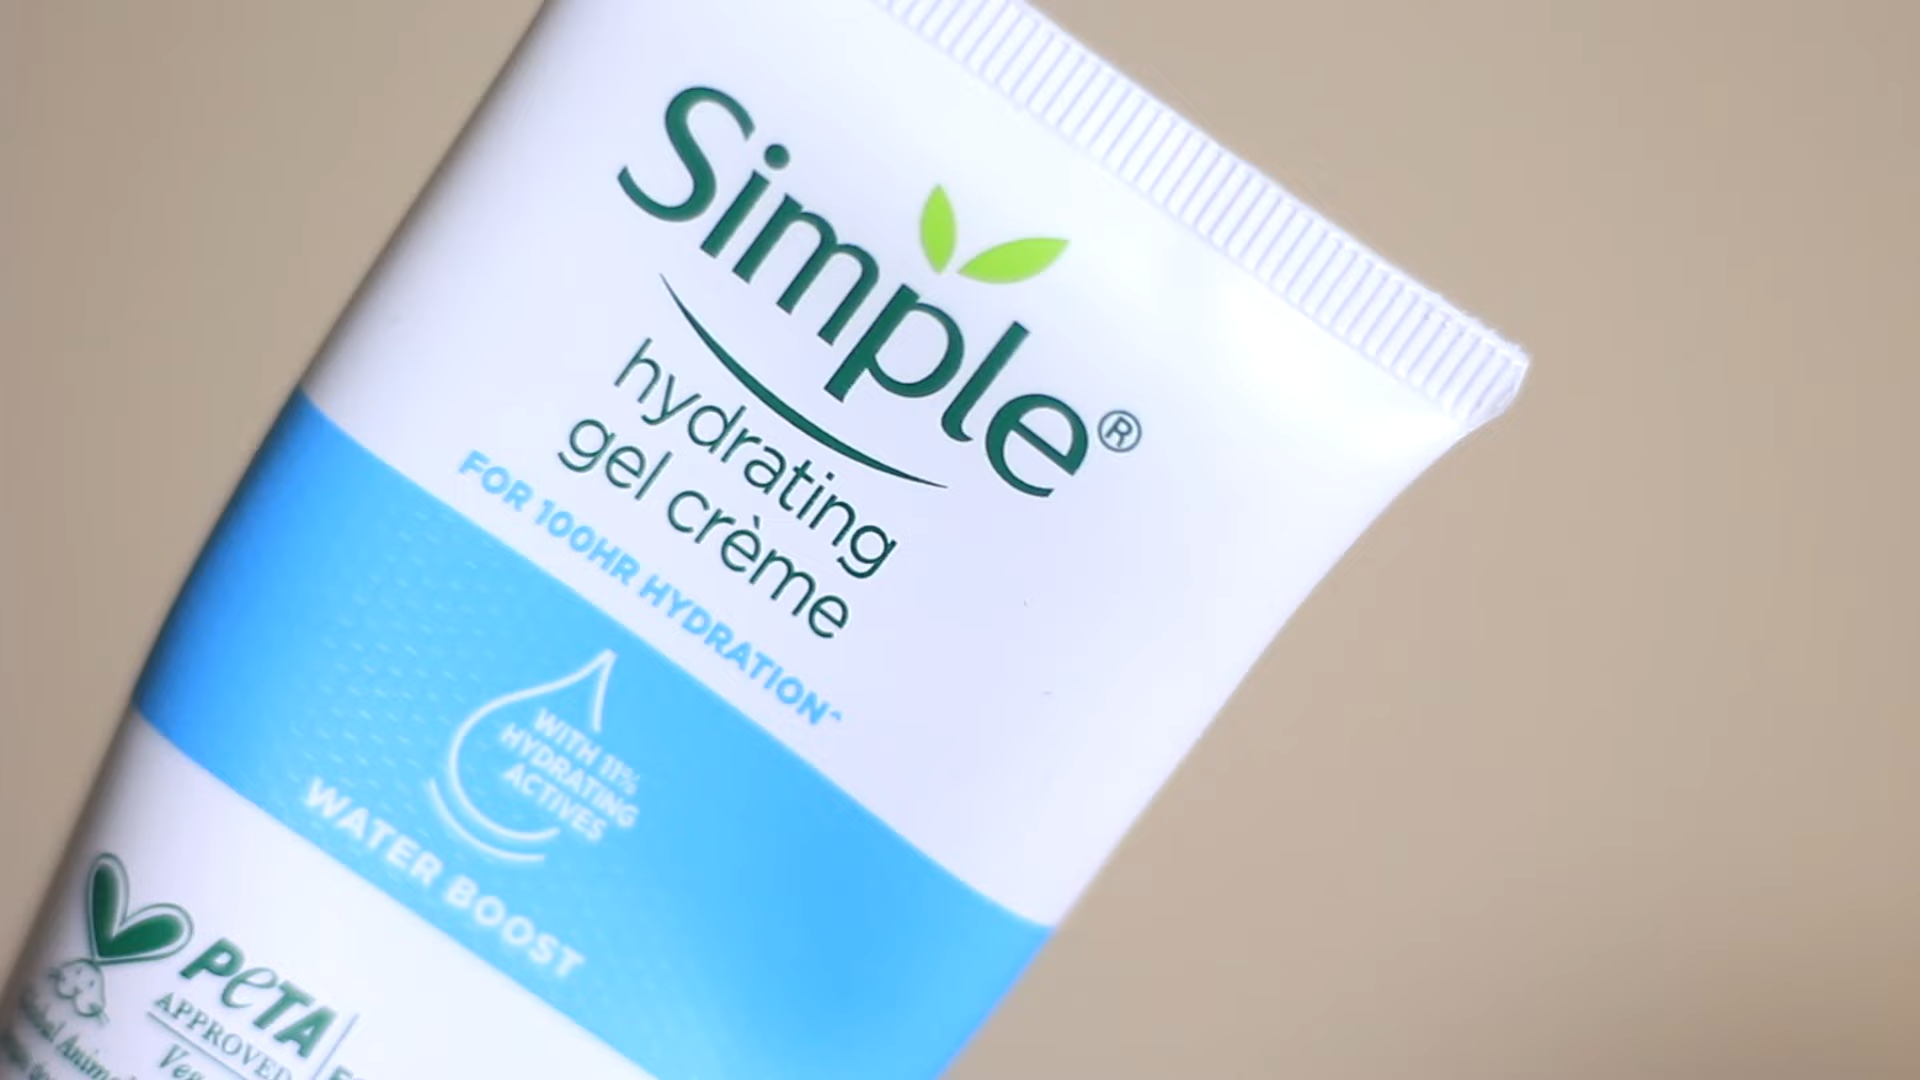 Simple®
hydrating
gel crème
FOR 100HR HYDRATION^
WITH 11%
HYDRATING
ACTIVES
WATER BOOST
PETA
APPROVED